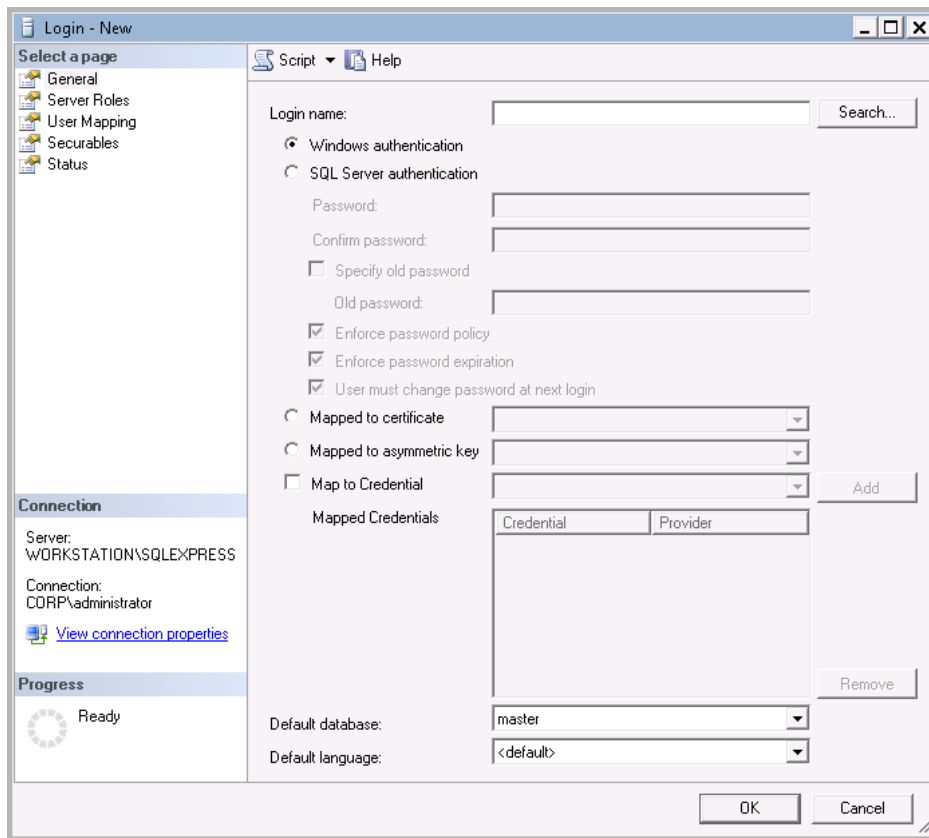 Login - New
Select a page
General
Server Roles
User Mapping
Securables
Status
Connection
Server:
WORKSTATION\SQLEXPRESS
Connection:
CORP\administrator
View connection properties
Progress
Ready
Script
Help
Login name:
Search...
Windows authentication
SQL Server authentication
Password:
Confirm password:
Specify old password
Old password:
Enforce password policy
Enforce password expiration
User must change password at next login
Mapped to certificate
Mapped to asymmetric key
Map to Credential
Add
Mapped Credentials
Credential
Provider
Remove
Default database:
master
Default language:
<default>
OK
Cancel